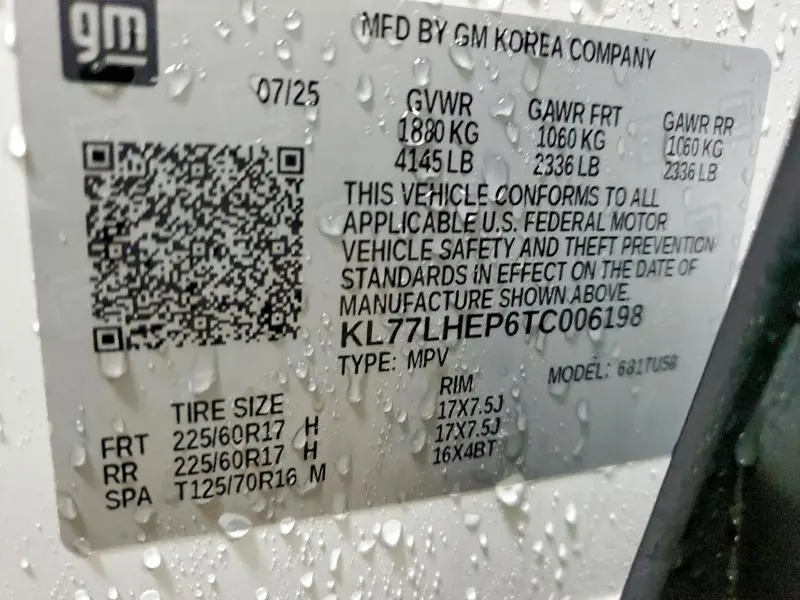 gm
MFD BY GM KOREA COMPANY
07/25
GVWR GAWR FRT GAWR RR
1880 KG 1060 KG 1060 KG
4145 LB 2336 LB 2336 LB
THIS VEHICLE CONFORMS TO ALL
APPLICABLE U.S. FEDERAL MOTOR
VEHICLE SAFETY AND THEFT PREVENTION
STANDARDS IN EFFECT ON THE DATE OF
MANUFACTURE SHOWN ABOVE.
KL77LHEP6TC006198
TYPE: MPV MODEL:
TIRE SIZE RIM
FRT 225/60R17 H 17X7.5J
RR 225/60R17 H 17X7.5J
SPA T125/70R16 M 16X4BT